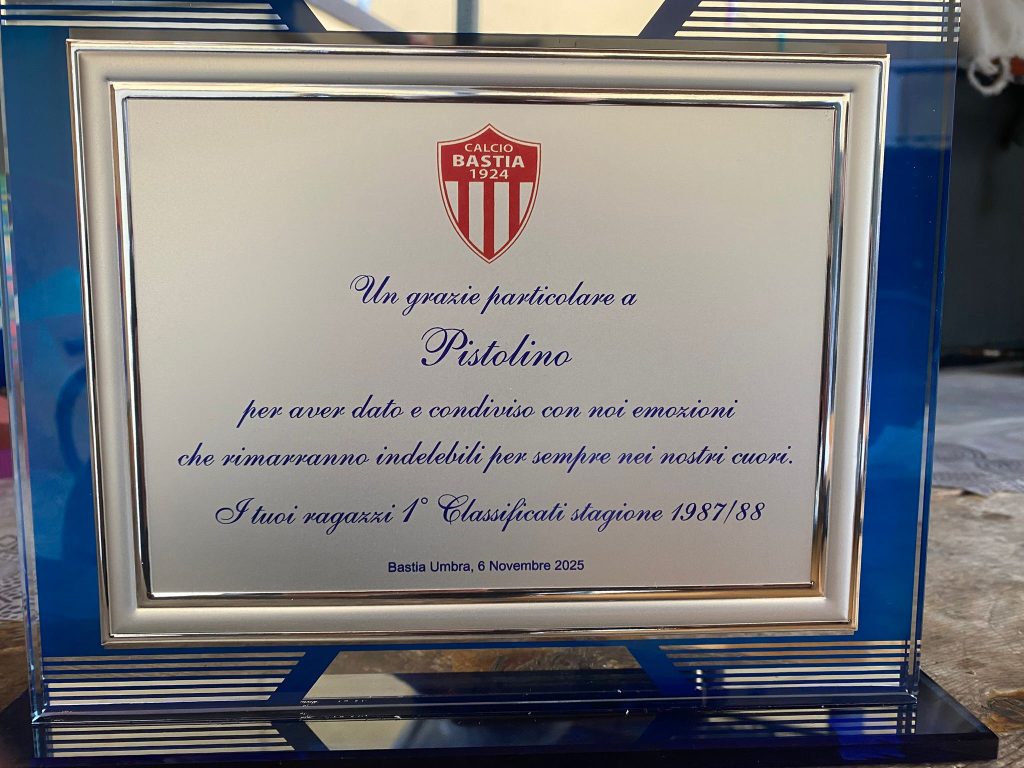 CALCIO
BASTIA
1924
Un grazie particolare a
Pistolino
per aver dato e condiviso con noi emozioni
che rimarranno indelebili per sempre nei nostri cuori.
I tuoi ragazzi 1° Classificati stagione 1987/88
Bastia Umbra, 6 Novembre 2025